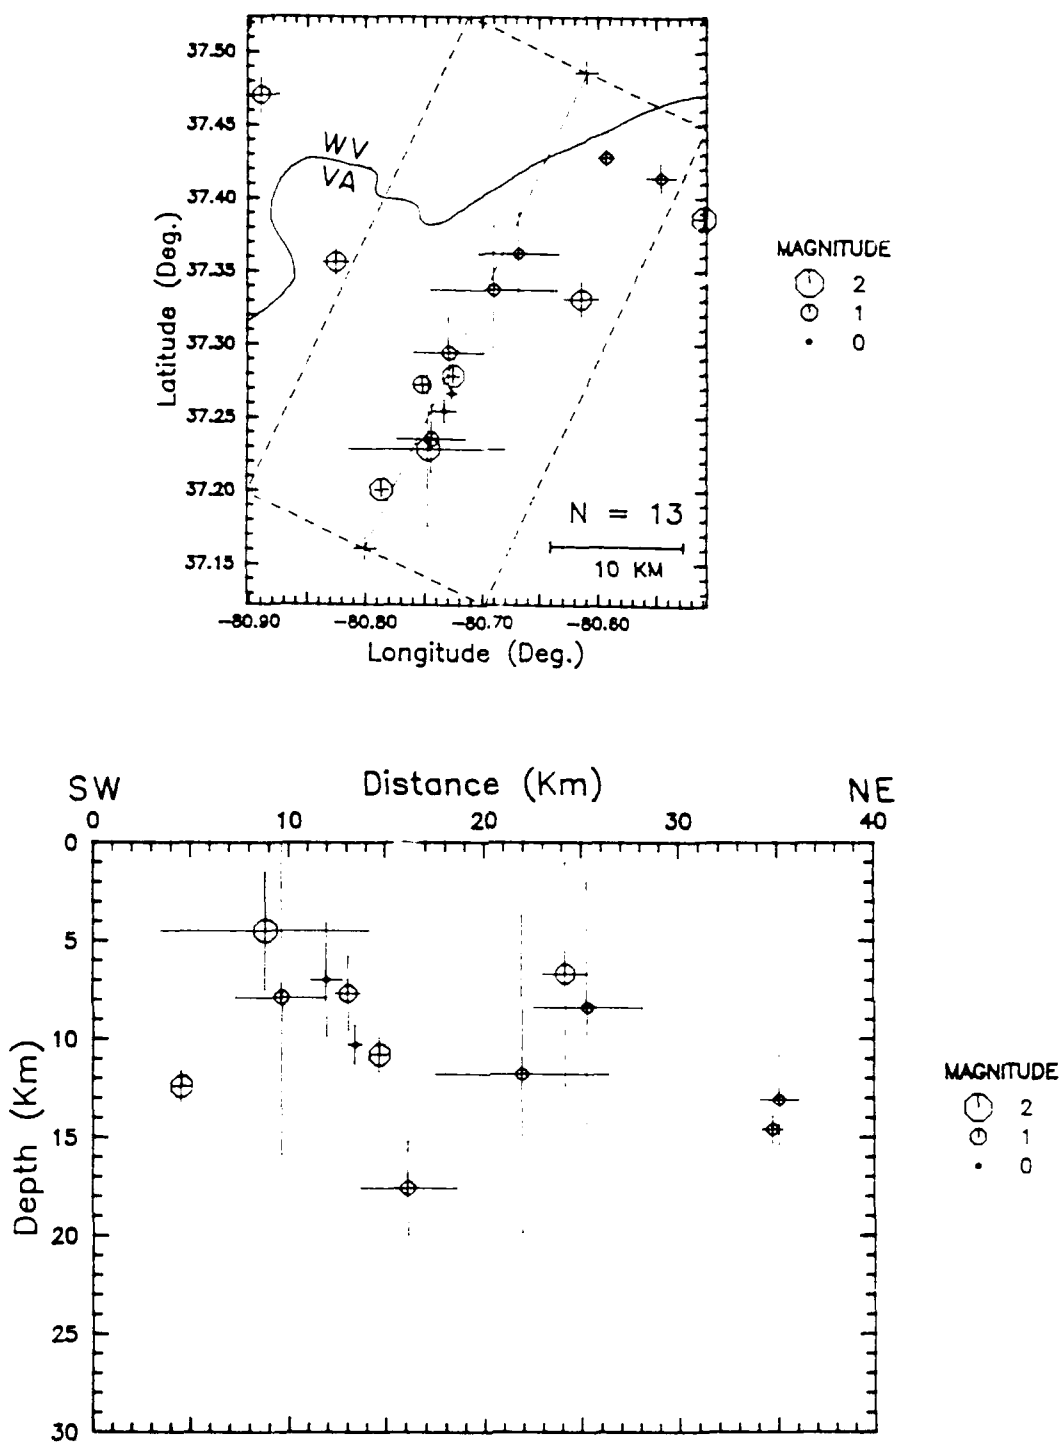 37.50
37.45
37.40
37.35
37.30
37.25
37.20
37.15
Latitude (Deg.)
WV
VA
N = 13
10 KM
-80.90 -80.80 -80.70 -80.60
Longitude (Deg.)
MAGNITUDE
2
1
0
SW Distance (Km) NE
0 10 20 30 40
0
5
10
15
20
25
30
Depth (Km)
MAGNITUDE
2
1
0